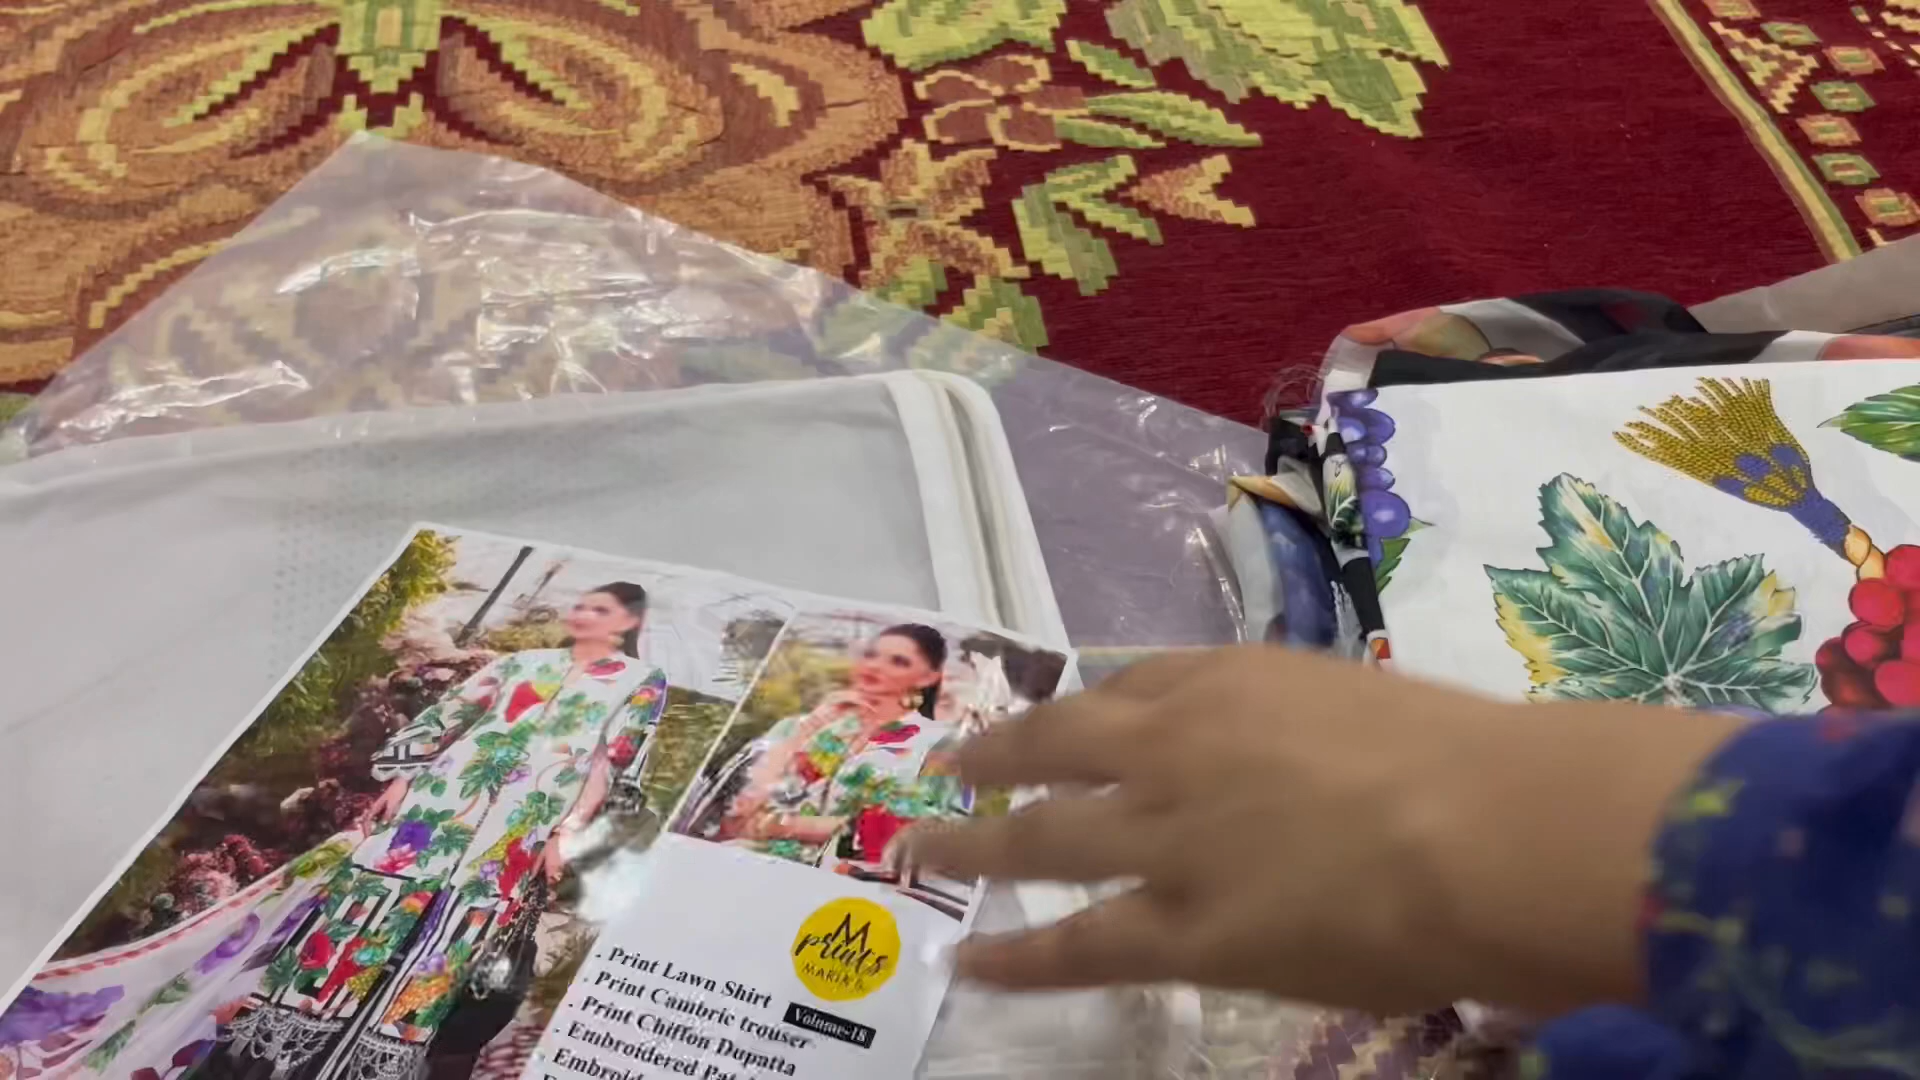 M
prints
MARIA.B.
. Print Lawn Shirt
. Print Cambric trouser
Volume-18
. Print Chiffon Dupatta
. Embroidered